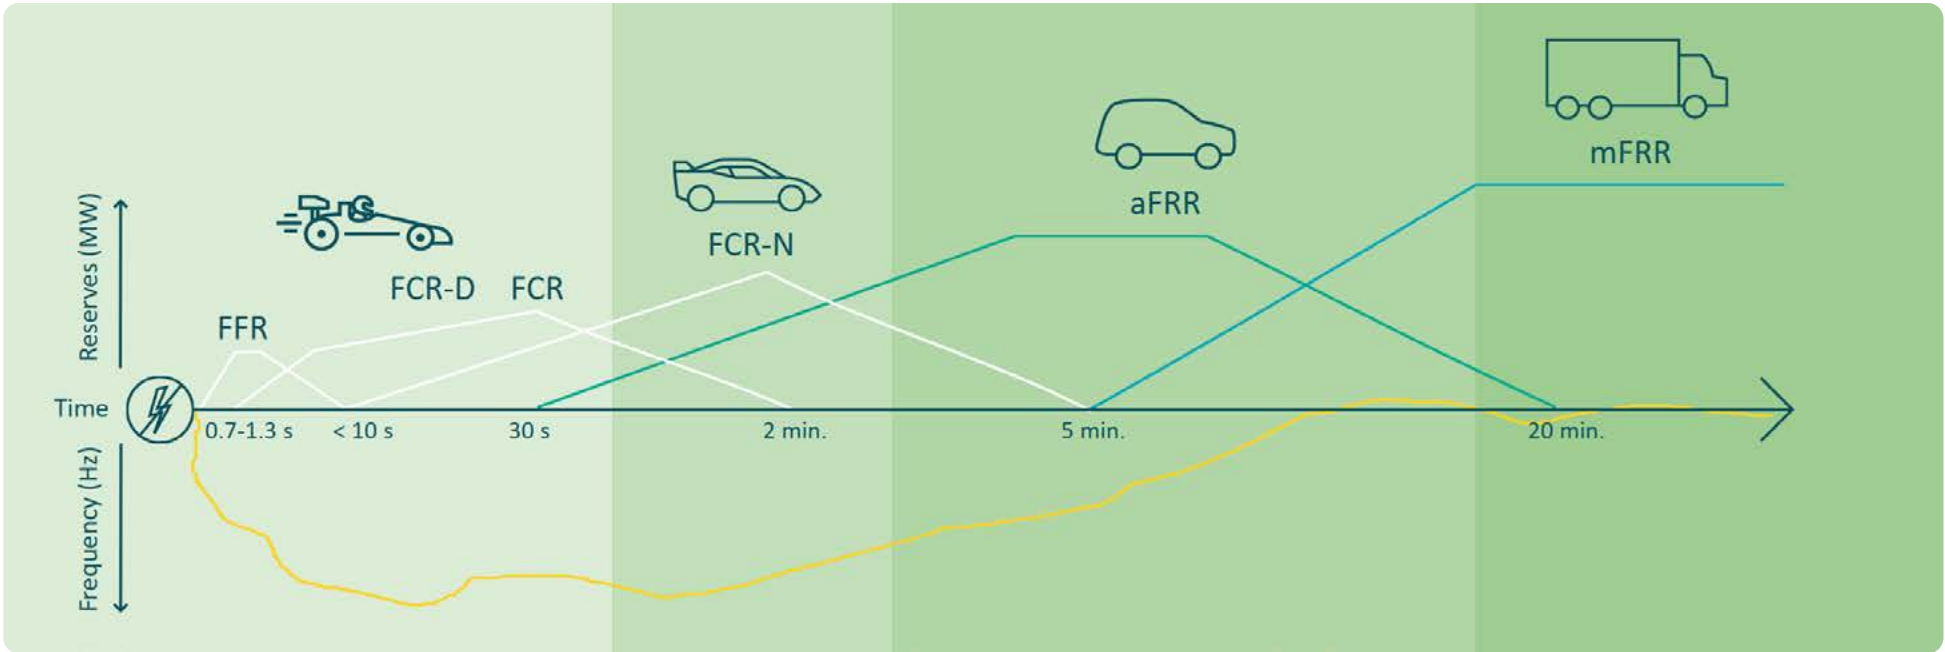 mFRR
aFRR
FCR-N
FCR-D
FCR
FFR
Reserves (MW)
Time
0.7-1.3 s
< 10 s
30 s
2 min.
5 min.
20 min.
Frequency (Hz)